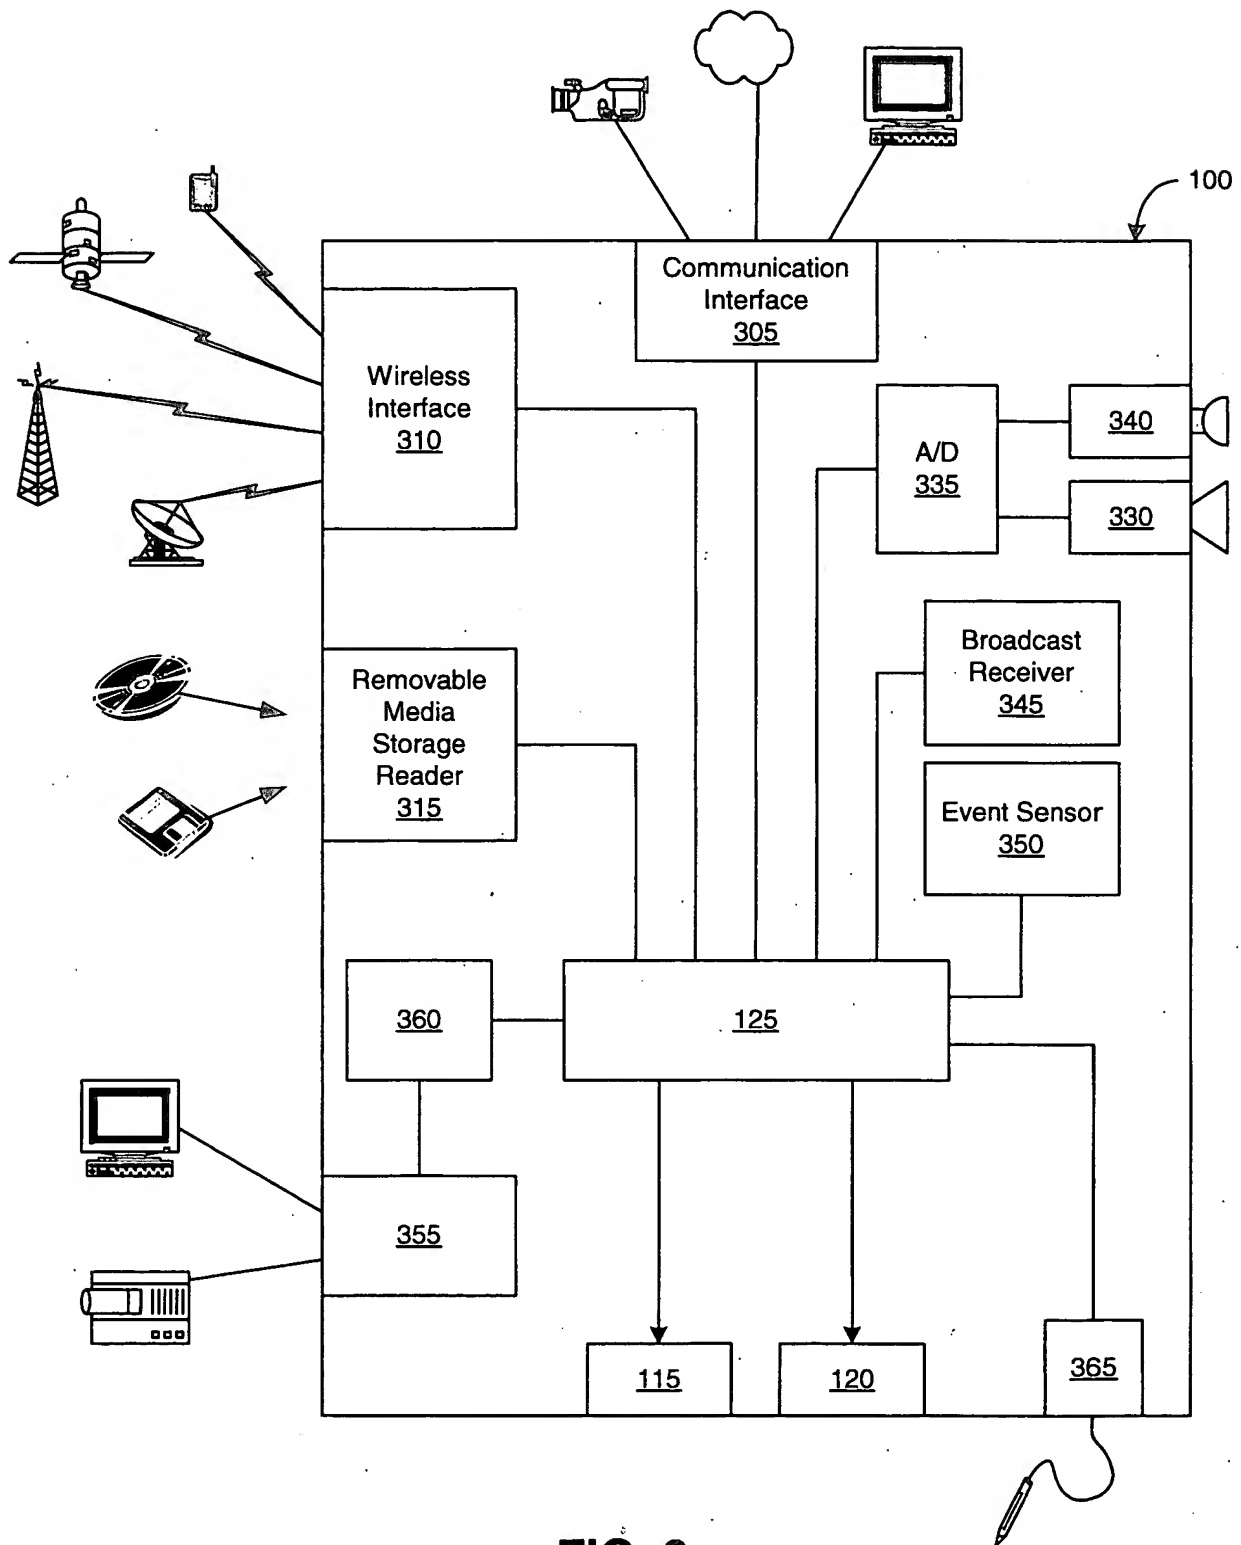 100
Communication
Interface
305
Wireless
Interface
310
A/D
335
340
330
Broadcast
Receiver
345
Removable
Media
Storage
Reader
315
Event Sensor
350
360
125
355
115
120
365